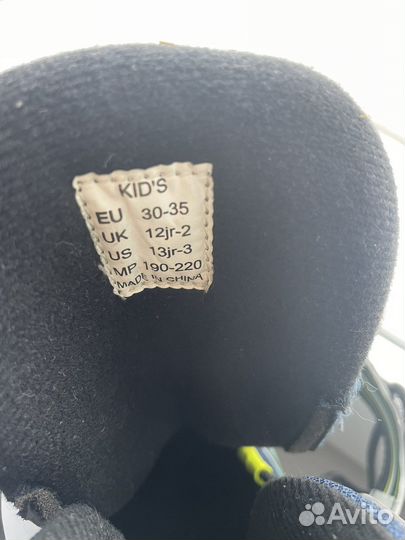 KID'S
EU 30-35
UK 12jr-2
US 13jr-3
MP 190-220
MADE IN CHINA
Avito